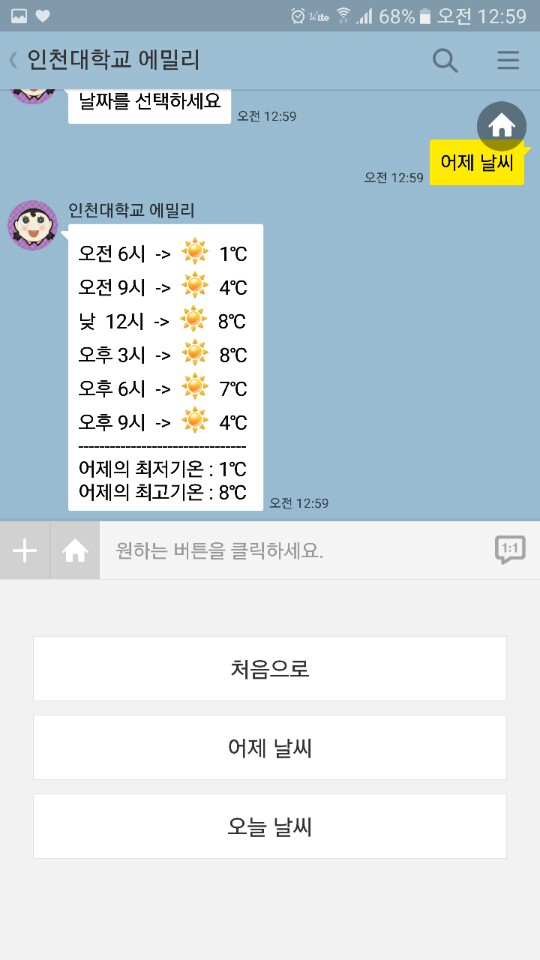 68% 오전 12:59
인천대학교 에밀리
날짜를 선택하세요
오전 12:59
어제 날씨
오전 12:59
인천대학교 에밀리
오전 6시 -> ☀️ 1℃
오전 9시 -> ☀️ 4℃
낮 12시 -> ☀️ 8℃
오후 3시 -> ☀️ 8℃
오후 6시 -> ☀️ 7℃
오후 9시 -> ☀️ 4℃
--------------------------------
어제의 최저기온 : 1℃
어제의 최고기온 : 8℃
오전 12:59
원하는 버튼을 클릭하세요.
1:1
처음으로
어제 날씨
오늘 날씨